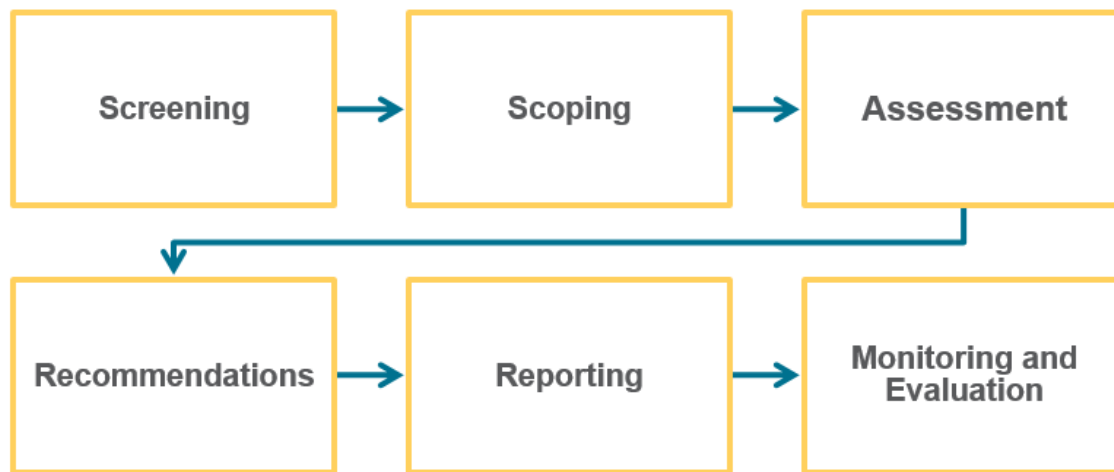 Screening
Scoping
Assessment
Recommendations
Reporting
Monitoring and
Evaluation